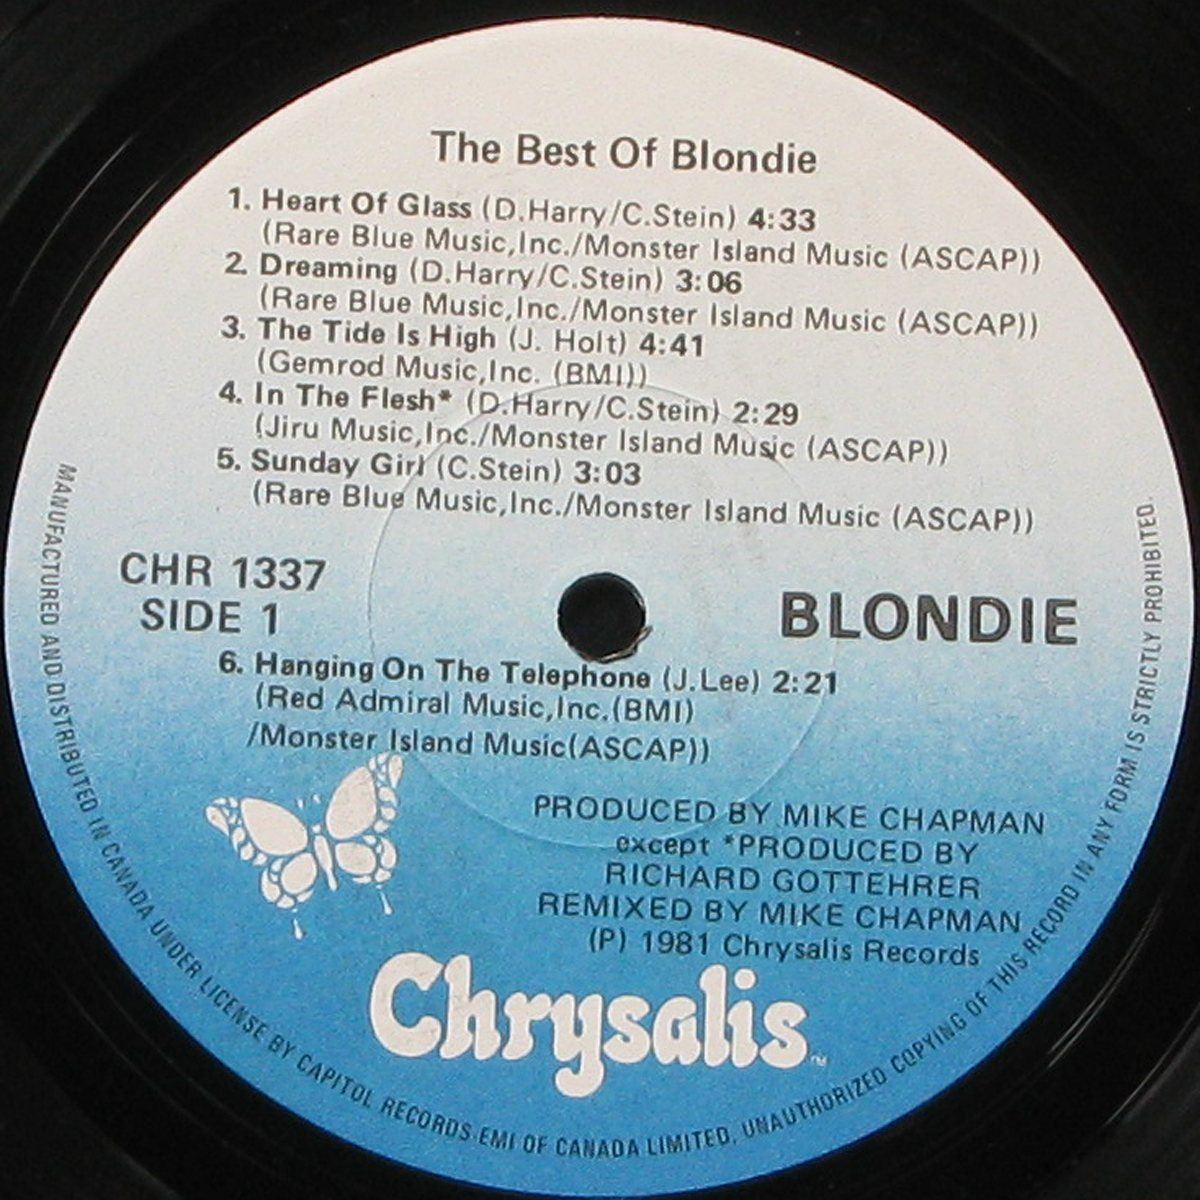 The Best Of Blondie
1. Heart Of Glass (D.Harry/C.Stein) 4:33
(Rare Blue Music,Inc./Monster Island Music (ASCAP))
2. Dreaming (D.Harry/C.Stein) 3:06
(Rare Blue Music,Inc./Monster Island Music (ASCAP))
3. The Tide Is High (J. Holt) 4:41
(Gemrod Music,Inc. (BMI))
4. In The Flesh* (D.Harry/C.Stein) 2:29
(Jiru Music,Inc./Monster Island Music (ASCAP))
5. Sunday Girl (C.Stein) 3:03
(Rare Blue Music,Inc./Monster Island Music (ASCAP))
CHR 1337
SIDE 1
BLONDIE
6. Hanging On The Telephone (J.Lee) 2:21
(Red Admiral Music,Inc.(BMI)
/Monster Island Music(ASCAP))
PRODUCED BY MIKE CHAPMAN
except *PRODUCED BY
RICHARD GOTTEHRER
REMIXED BY MIKE CHAPMAN
(P) 1981 Chrysalis Records
Chrysalis™
MANUFACTURED AND DISTRIBUTED IN CANADA UNDER LICENSE BY CAPITOL RECORDS-EMI OF CANADA LIMITED. UNAUTHORIZED COPYING OF THIS RECORD IN ANY FORM IS STRICTLY PROHIBITED.